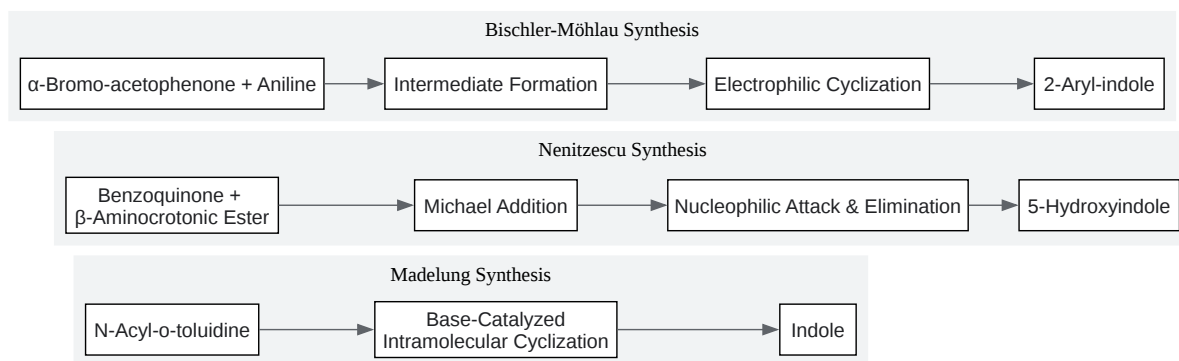 Bischler-Möhlau Synthesis
α-Bromo-acetophenone + Aniline
Intermediate Formation
Electrophilic Cyclization
2-Aryl-indole
Nenitzescu Synthesis
Benzoquinone +
β-Aminocrotonic Ester
Michael Addition
Nucleophilic Attack & Elimination
5-Hydroxyindole
Madelung Synthesis
N-Acyl-o-toluidine
Base-Catalyzed
Intramolecular Cyclization
Indole